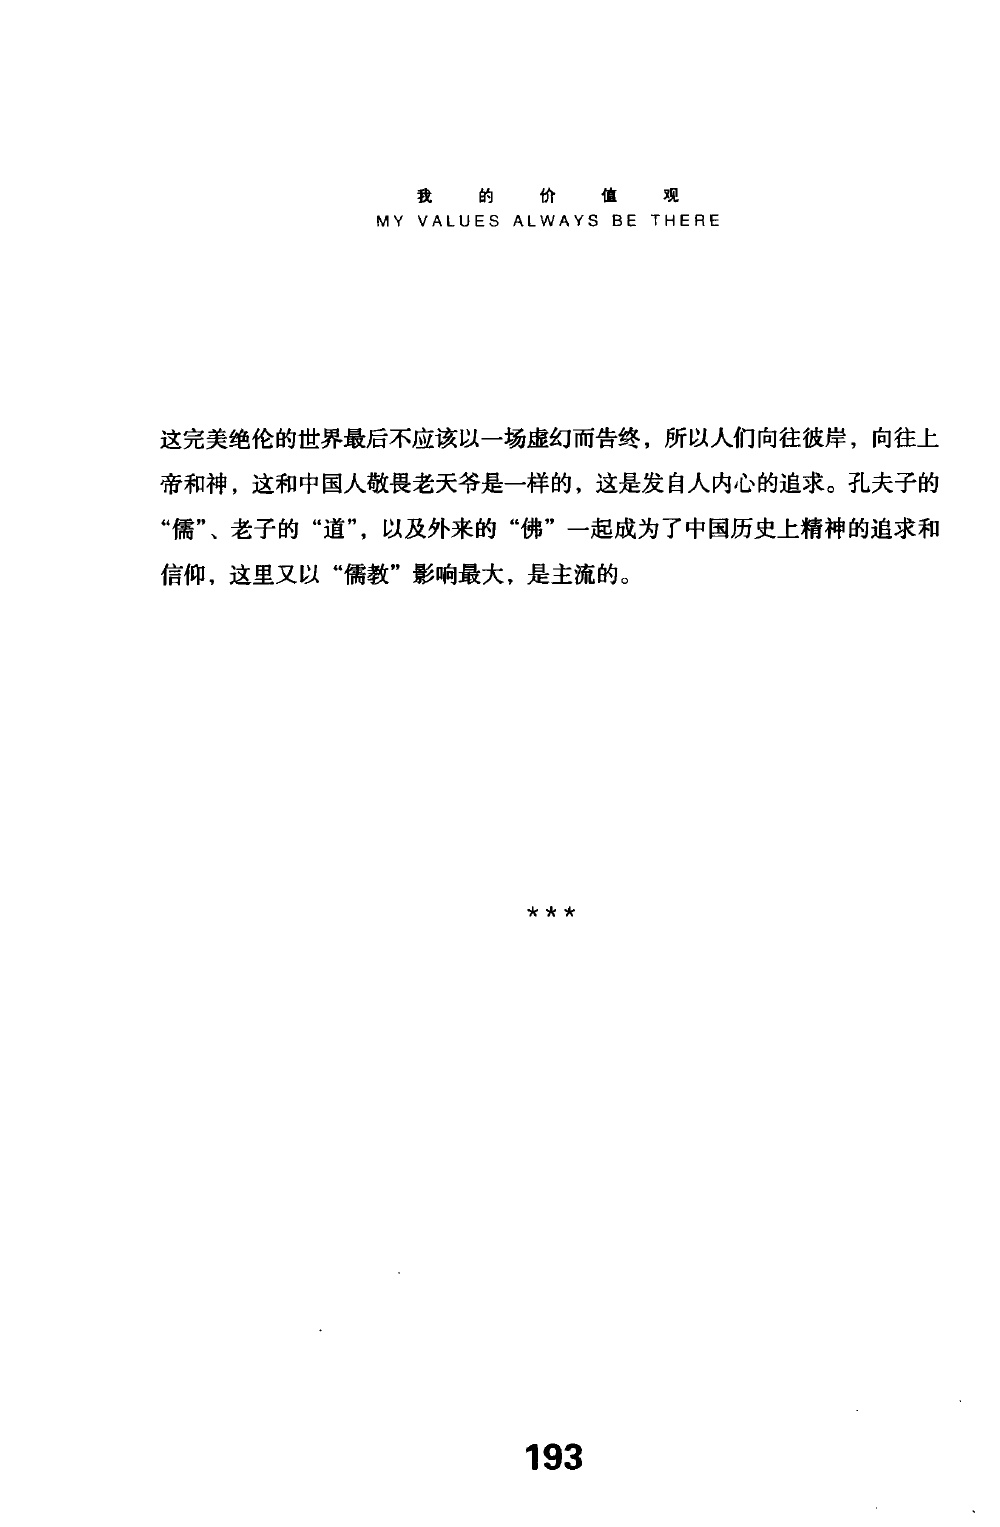 我的价值观
MY VALUES ALWAYS BE THERE
这完美绝伦的世界最后不应该以一场虚幻而告终，所以人们向往彼岸，向往上
帝和神，这和中国人敬畏老天爷是一样的，这是发自人内心的追求。孔夫子的
“儒”、老子的“道”，以及外来的“佛”一起成为了中国历史上精神的追求和
信仰，这里又以“儒教”影响最大，是主流的。
***
193